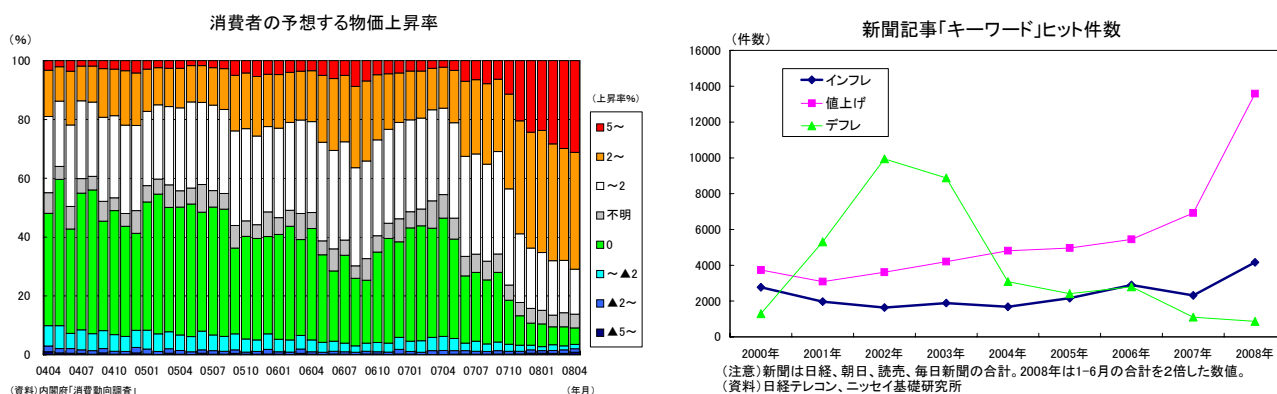 消費者の予想する物価上昇率
(%)
100
80
60
40
20
0
0404 0407 0410 0501 0504 0507 0510 0601 0604 0607 0610 0701 0704 0707 0710 0801 0804
(資料)内閣府「消費動向調査」
(年月)
(上昇率%)
5~
2~
~2
不明
0
~▲2
▲2~
▲5~
新聞記事「キーワード」ヒット件数
(件数)
16000
14000
12000
10000
8000
6000
4000
2000
0
インフレ
値上げ
デフレ
2000年 2001年 2002年 2003年 2004年 2005年 2006年 2007年 2008年
(注意)新聞は日経、朝日、読売、毎日新聞の合計。2008年は1-6月の合計を2倍した数値。
(資料)日経テレコン、ニッセイ基礎研究所